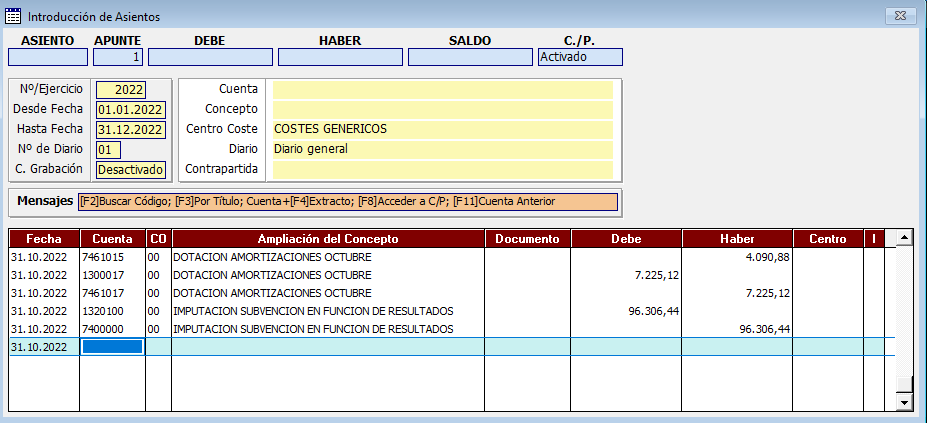 Introducción de Asientos
ASIENTO APUNTE DEBE HABER SALDO C./P.
1 Activado
Nº/Ejercicio 2022 Cuenta
Desde Fecha 01.01.2022 Concepto
Hasta Fecha 31.12.2022 Centro Coste COSTES GENERICOS
Nº de Diario 01 Diario Diario general
C. Grabación Desactivado Contrapartida
Mensajes [F2]Buscar Código; [F3]Por Título; Cuenta+[F4]Extracto; [F8]Acceder a C/P; [F11]Cuenta Anterior
Fecha Cuenta CO Ampliación del Concepto Documento Debe Haber Centro I
31.10.2022 7461015 00 DOTACION AMORTIZACIONES OCTUBRE 4.090,88
31.10.2022 1300017 00 DOTACION AMORTIZACIONES OCTUBRE 7.225,12
31.10.2022 7461017 00 DOTACION AMORTIZACIONES OCTUBRE 7.225,12
31.10.2022 1320100 00 IMPUTACION SUBVENCION EN FUNCION DE RESULTADOS 96.306,44
31.10.2022 7400000 00 IMPUTACION SUBVENCION EN FUNCION DE RESULTADOS 96.306,44
31.10.2022